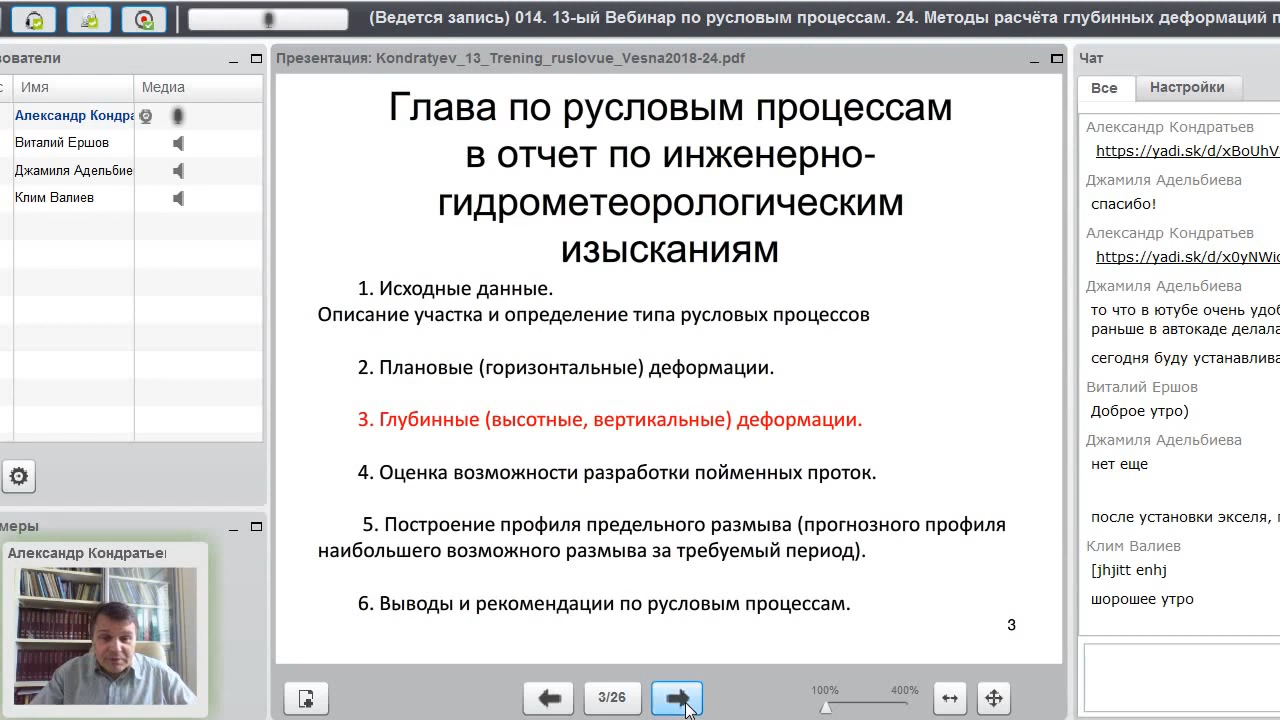 (Ведется запись) 014. 13-ый Вебинар по русловым процессам. 24. Методы расчёта глубинных деформаций
зователи
Имя
Медиа
Александр Кондра
Виталий Ершов
Джамиля Адельбие
Клим Валиев
меры
Александр Кондратьев
Презентация: Kondratyev_13_Trening_ruslovue_Vesna2018-24.pdf
Глава по русловым процессам
в отчет по инженерно-
гидрометеорологическим
изысканиям
1. Исходные данные.
Описание участка и определение типа русловых процессов
2. Плановые (горизонтальные) деформации.
3. Глубинные (высотные, вертикальные) деформации.
4. Оценка возможности разработки пойменных проток.
5. Построение профиля предельного размыва (прогнозного профиля
наибольшего возможного размыва за требуемый период).
6. Выводы и рекомендации по русловым процессам.
3
3/26
100%
400%
Чат
Все
Настройки
Александр Кондратьев
https://yadi.sk/d/xBoUhV
Джамиля Адельбиева
спасибо!
Александр Кондратьев
https://yadi.sk/d/x0yNWi
Джамиля Адельбиева
то что в ютубе очень удоб
раньше в автокаде делала
сегодня буду устанавлива
Виталий Ершов
Доброе утро)
Джамиля Адельбиева
нет еще
после установки экселя,
Клим Валиев
[jhjitt enhj
шорошее утро